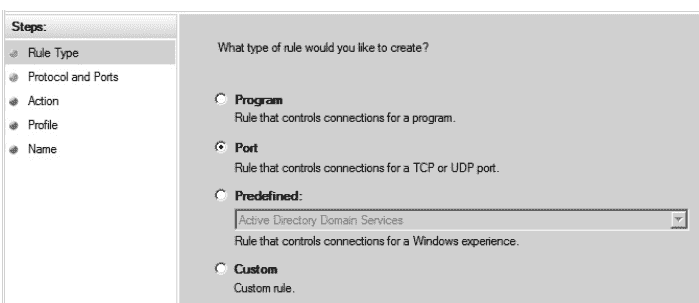 Steps:
Rule Type
Protocol and Ports
Action
Profile
Name
What type of rule would you like to create?
Program
Rule that controls connections for a program.
Port
Rule that controls connections for a TCP or UDP port.
Predefined:
Active Directory Domain Services
Rule that controls connections for a Windows experience.
Custom
Custom rule.